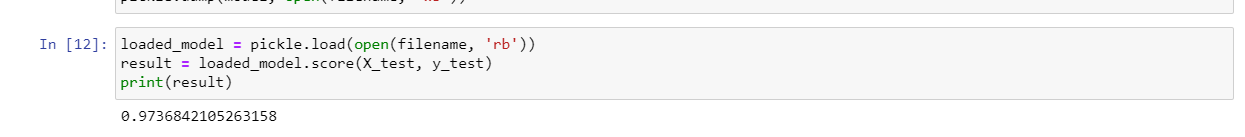 In [12]: loaded_model = pickle.load(open(filename, 'rb'))
result = loaded_model.score(X_test, y_test)
print(result)
0.9736842105263158